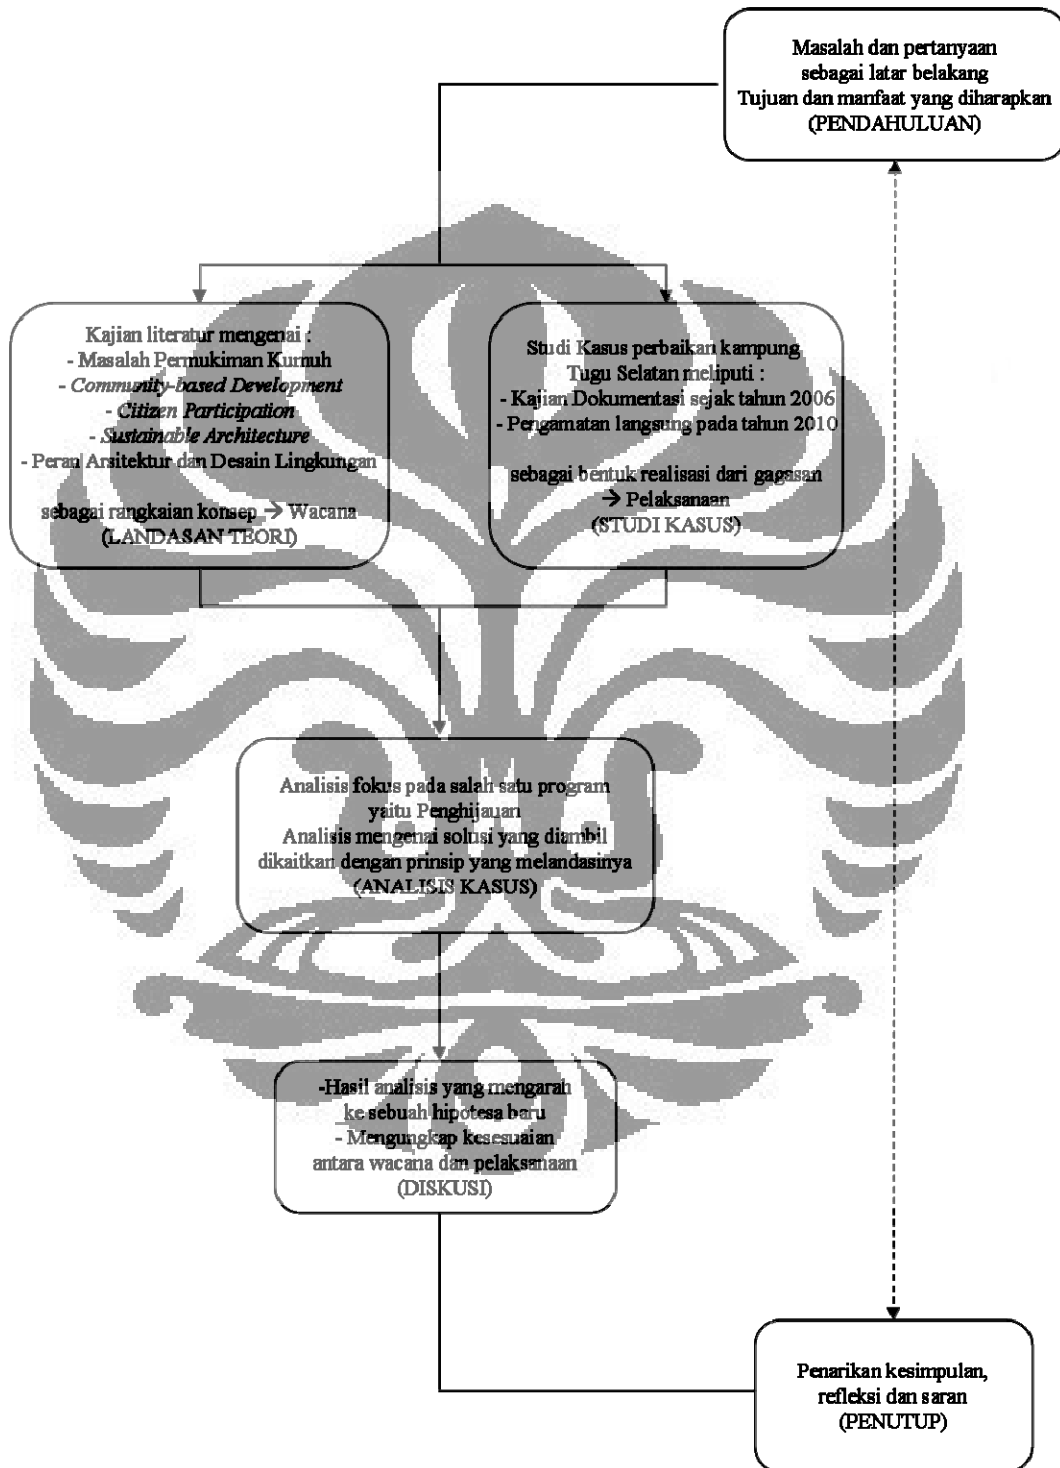 Masalah dan pertanyaan
sebagai latar belakang
Tujuan dan manfaat yang diharapkan
(PENDAHULUAN)
Kajian literatur mengenai :
- Masalah Permukiman Kumuh
- Community-based Development
- Citizen Participation
- Sustainable Architecture
- Peran Arsitektur dan Desain Lingkungan
sebagai rangkaian konsep → Wacana
(LANDASAN TEORI)
Studi Kasus perbaikan kampung
Tugu Selatan meliputi :
- Kajian Dokumentasi sejak tahun 2006
- Pengamatan langsung pada tahun 2010
sebagai bentuk realisasi dari gagasan
→ Pelaksanaan
(STUDI KASUS)
Analisis fokus pada salah satu program
yaitu Penghijauan
Analisis mengenai solusi yang diambil
dikaitkan dengan prinsip yang melandasinya
(ANALISIS KASUS)
-Hasil analisis yang mengarah
ke sebuah hipotesa baru
- Mengungkap kesesuaian
antara wacana dan pelaksanaan
(DISKUSI)
Penarikan kesimpulan,
refleksi dan saran
(PENUTUP)